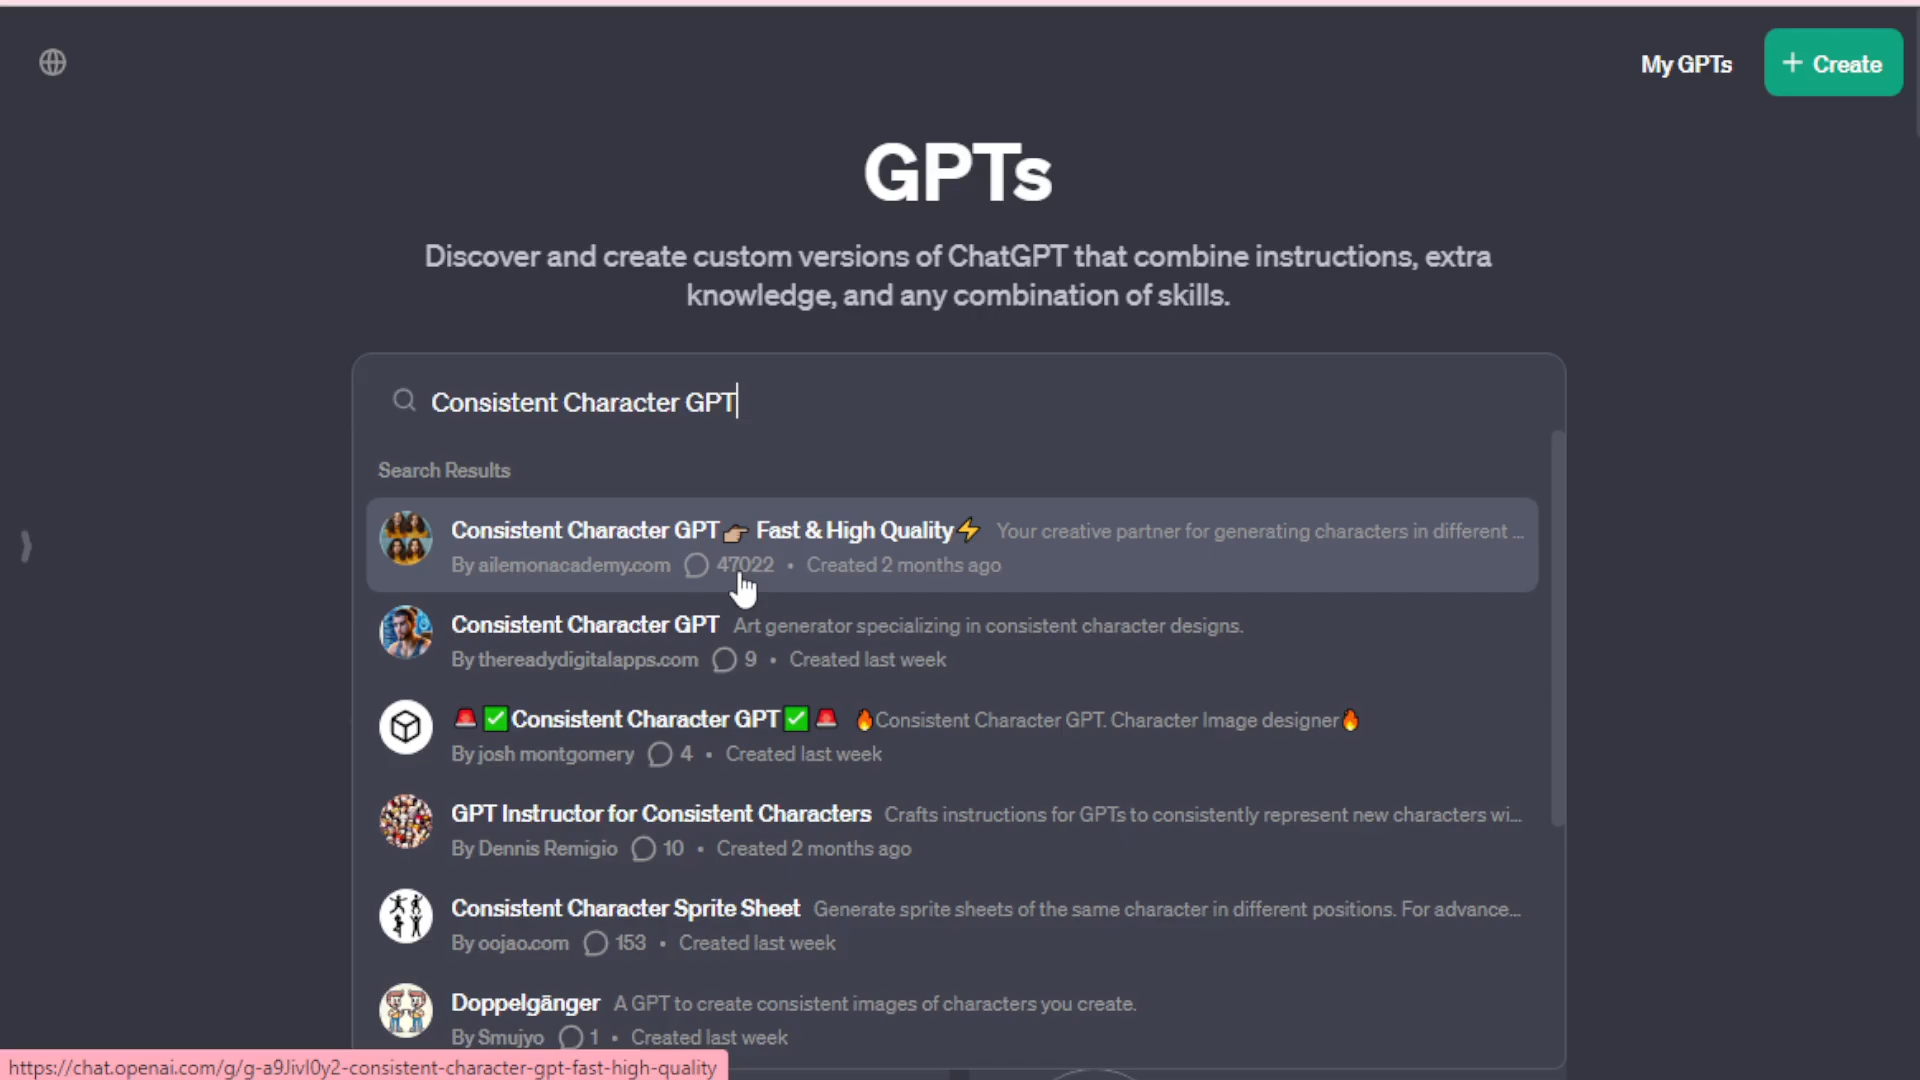 My GPTs
+ Create
GPTs
Discover and create custom versions of ChatGPT that combine instructions, extra
knowledge, and any combination of skills.
Consistent Character GPT
Search Results
Consistent Character GPT👉🏽 Fast & High Quality⚡ Your creative partner for generating characters in different ...
By ailemonacademy.com 47022 • Created 2 months ago
Consistent Character GPT Art generator specializing in consistent character designs.
By thereadydigitalapps.com 9 • Created last week
🚨✅Consistent Character GPT✅🚨 🔥Consistent Character GPT. Character Image designer🔥
By josh montgomery 4 • Created last week
GPT Instructor for Consistent Characters Crafts instructions for GPTs to consistently represent new characters wi...
By Dennis Remigio 10 • Created 2 months ago
Consistent Character Sprite Sheet Generate sprite sheets of the same character in different positions. For advance...
By oojao.com 153 • Created last week
Doppelgānger A GPT to create consistent images of characters you create.
By Smujyo 1 • Created last week
https://chat.openai.com/g/g-a9Jivl0y2-consistent-character-gpt-fast-high-quality